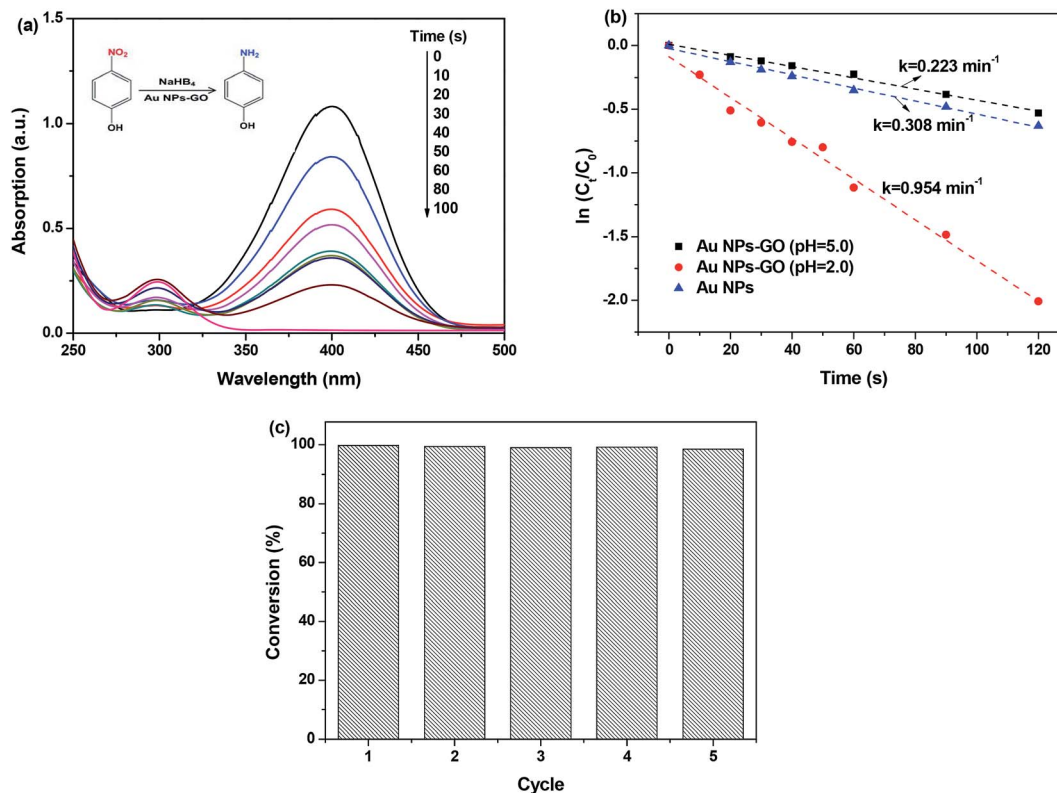 (a)
1.5
1.0
0.5
0.0
Absorption (a.u.)
250 300 350 400 450 500
Wavelength (nm)
NO₂
OH
NaHB₄
Au NPs-GO
NH₂
OH
Time (s)
0
10
20
30
40
50
60
80
100
(b)
0.0
-0.5
-1.0
-1.5
-2.0
ln (Cₜ/C₀)
k=0.223 min⁻¹
k=0.308 min⁻¹
k=0.954 min⁻¹
Au NPs-GO (pH=5.0)
Au NPs-GO (pH=2.0)
Au NPs
0 20 40 60 80 100 120
Time (s)
(c)
100
80
60
40
20
0
Conversion (%)
1 2 3 4 5
Cycle